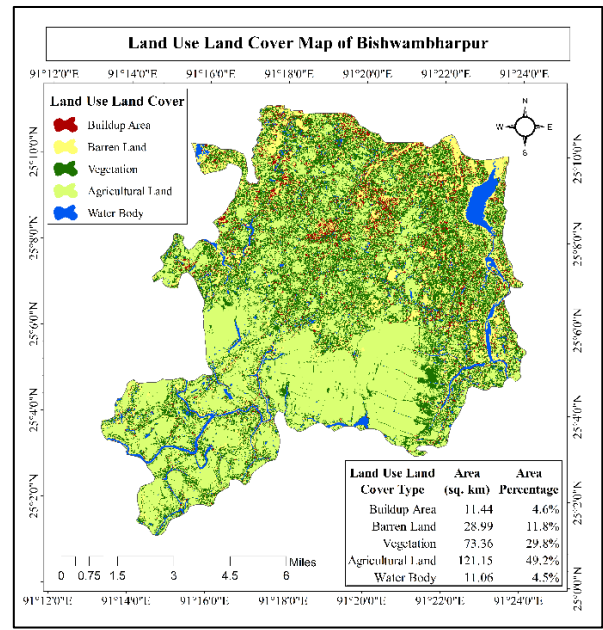 Land Use Land Cover Map of Bishwambharpur
91°12'0"E 91°14'0"E 91°16'0"E 91°18'0"E 91°20'0"E 91°22'0"E 91°24'0"E
Land Use Land Cover
Buildup Area
Barren Land
Vegetation
Agricultural Land
Water Body
N
W E
S
25°10'0"N 25°10'0"N
25°8'0"N 25°8'0"N
25°6'0"N 25°6'0"N
25°4'0"N 25°4'0"N
25°2'0"N 25°2'0"N
25°0'0"N 25°0'0"N
Land Use Land Area Area
Cover Type (sq. km) Percentage
Buildup Area 11.44 4.6%
Barren Land 28.99 11.8%
Vegetation 73.36 29.8%
Agricultural Land 121.15 49.2%
Water Body 11.06 4.5%
Miles
0 0.75 1.5 3 4.5 6
91°12'0"E 91°14'0"E 91°16'0"E 91°18'0"E 91°20'0"E 91°22'0"E 91°24'0"E